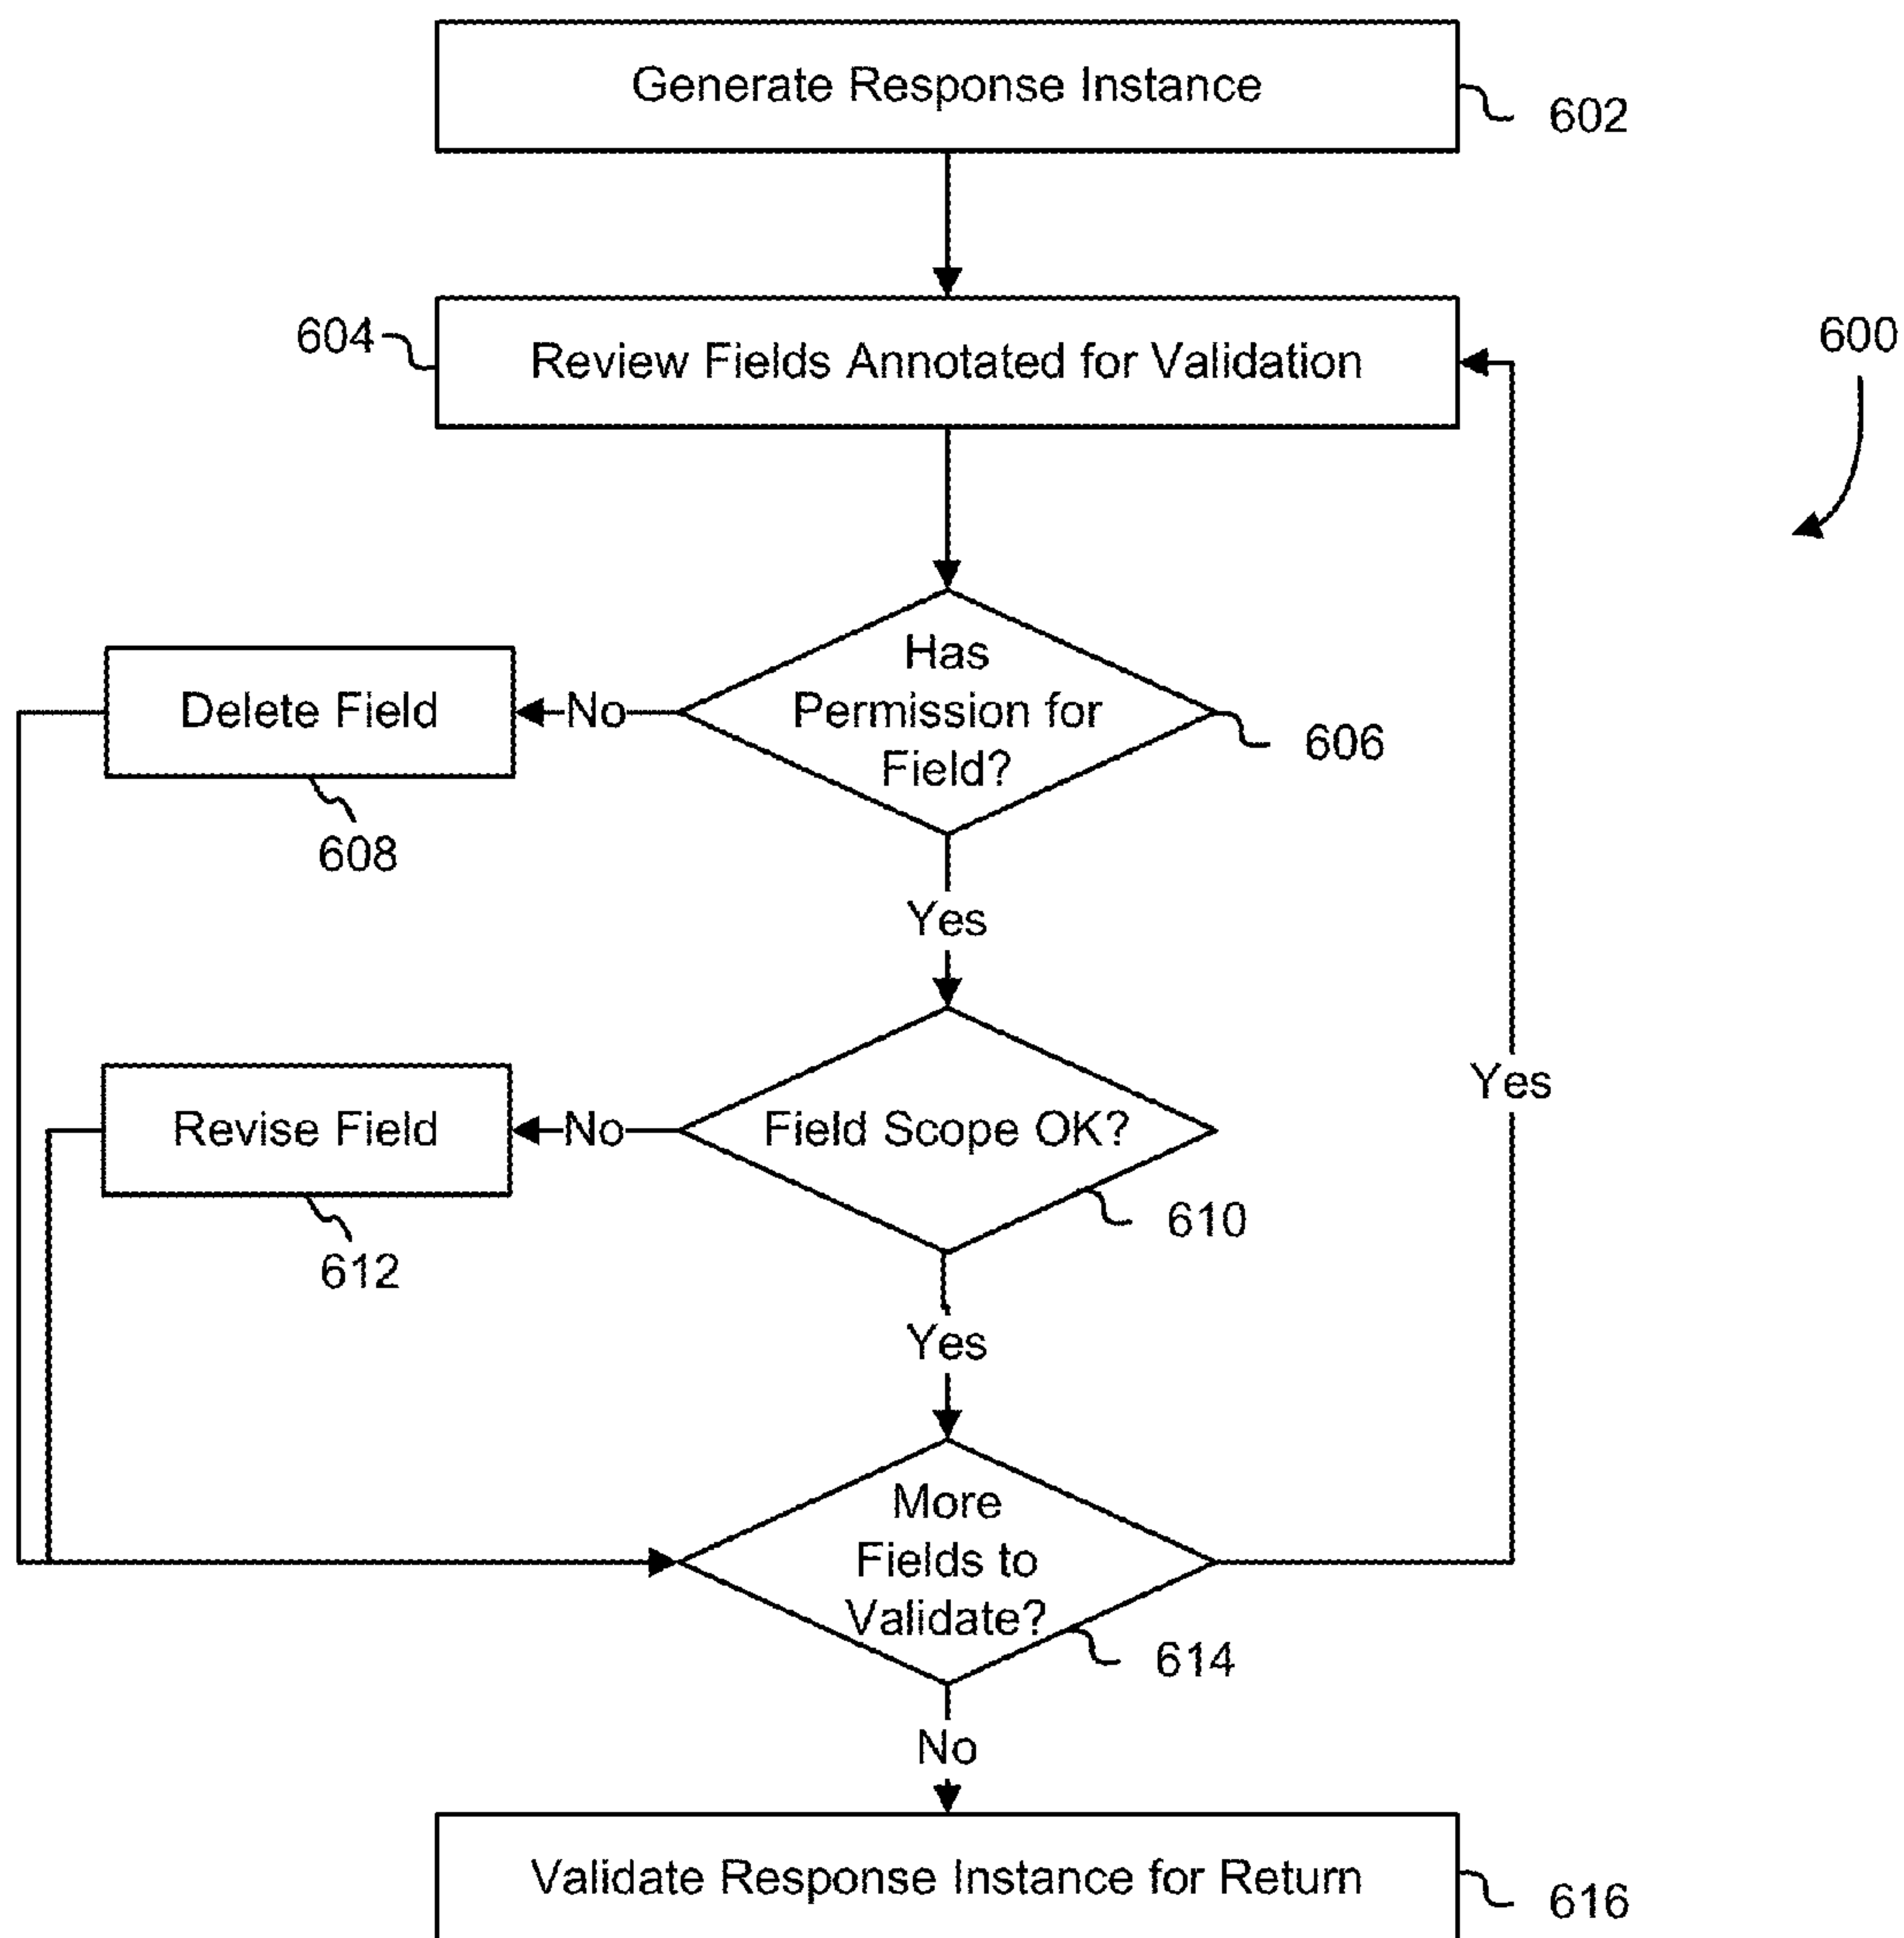 Generate Response Instance
602
604
Review Fields Annotated for Validation
600
Has
Permission for
Field?
606
No
Delete Field
608
Yes
Field Scope OK?
610
No
Revise Field
612
Yes
Yes
More
Fields to
Validate?
614
No
Validate Response Instance for Return
616